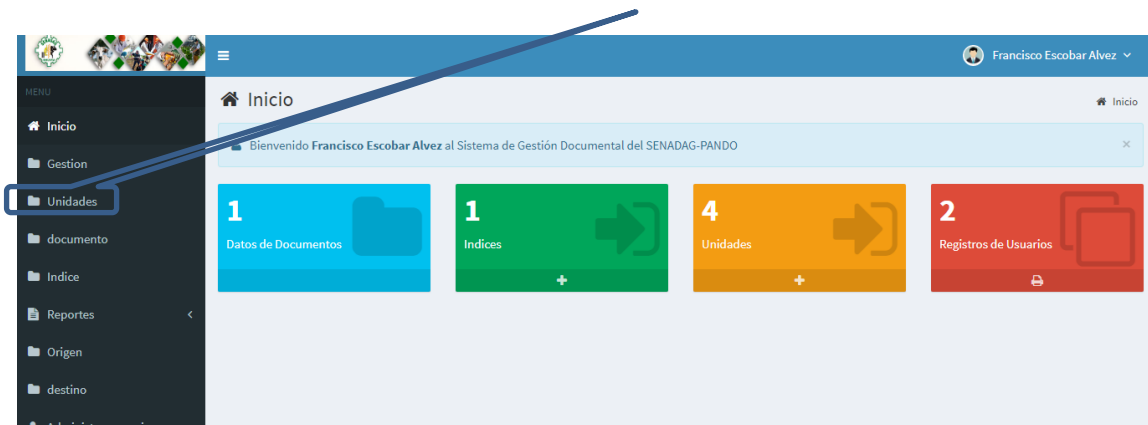 Francisco Escobar Alvez
MENU
Inicio
Inicio
Inicio
Bienvenido Francisco Escobar Alvez al Sistema de Gestión Documental del SENADAG-PANDO
×
Gestion
Unidades
documento
Indice
Reportes
Origen
destino
1
Datos de Documentos
1
Indices
4
Unidades
2
Registros de Usuarios